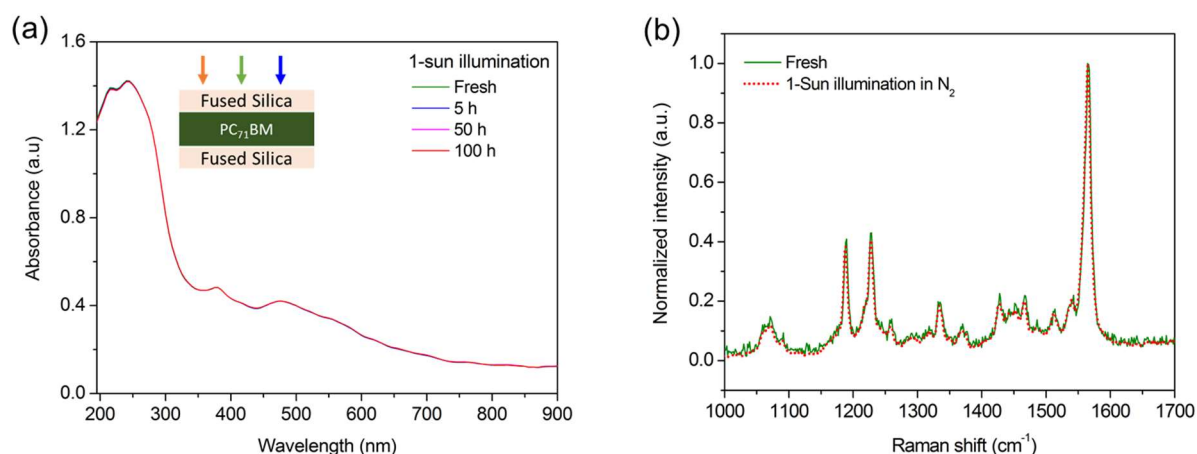 (a)
1.6
1.2
0.8
0.4
0.0
Absorbance (a.u)
200 300 400 500 600 700 800 900
Wavelength (nm)
Fused Silica
PC₇₁BM
Fused Silica
1-sun illumination
Fresh
5 h
50 h
100 h
(b)
1.0
0.8
0.6
0.4
0.2
0.0
Normalized intensity (a.u.)
1000 1100 1200 1300 1400 1500 1600 1700
Raman shift (cm⁻¹)
Fresh
1-Sun illumination in N₂